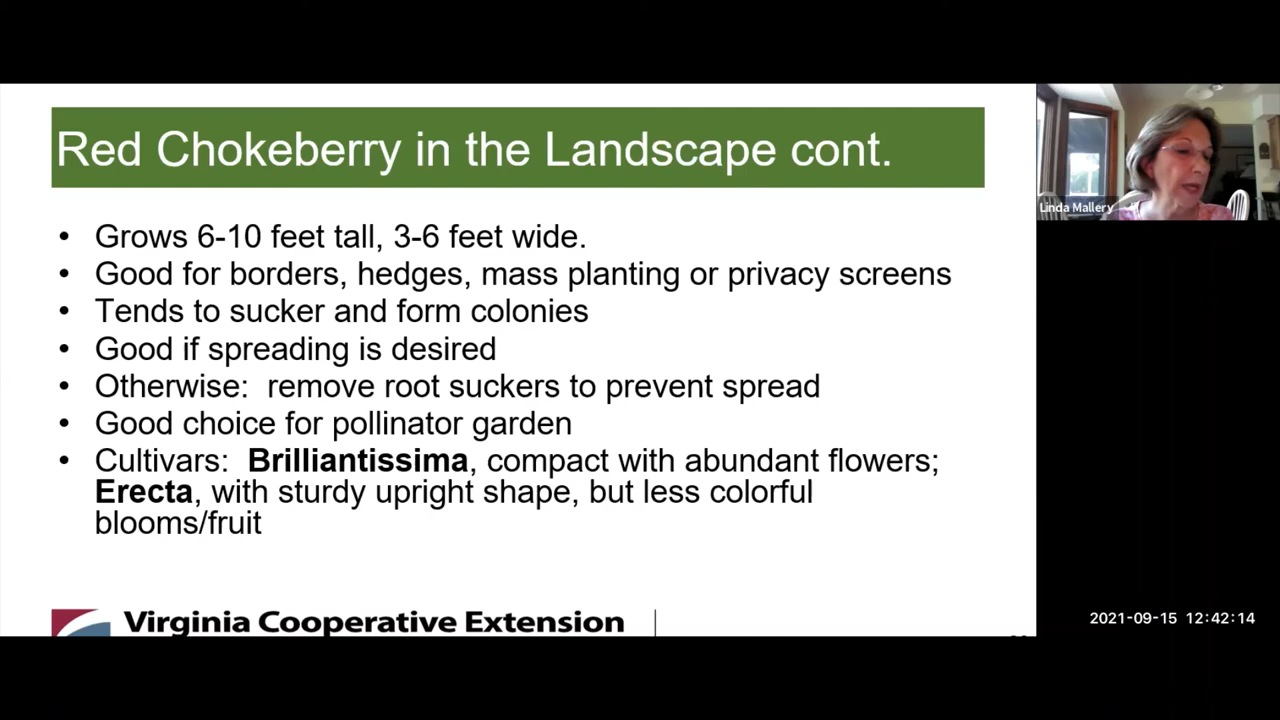 Red Chokeberry in the Landscape cont.
• Grows 6-10 feet tall, 3-6 feet wide.
• Good for borders, hedges, mass planting or privacy screens
• Tends to sucker and form colonies
• Good if spreading is desired
• Otherwise:  remove root suckers to prevent spread
• Good choice for pollinator garden
• Cultivars:  Brilliantissima, compact with abundant flowers;
Erecta, with sturdy upright shape, but less colorful
blooms/fruit
Virginia Cooperative Extension
Linda Mallery
2021-09-15 12:42:14